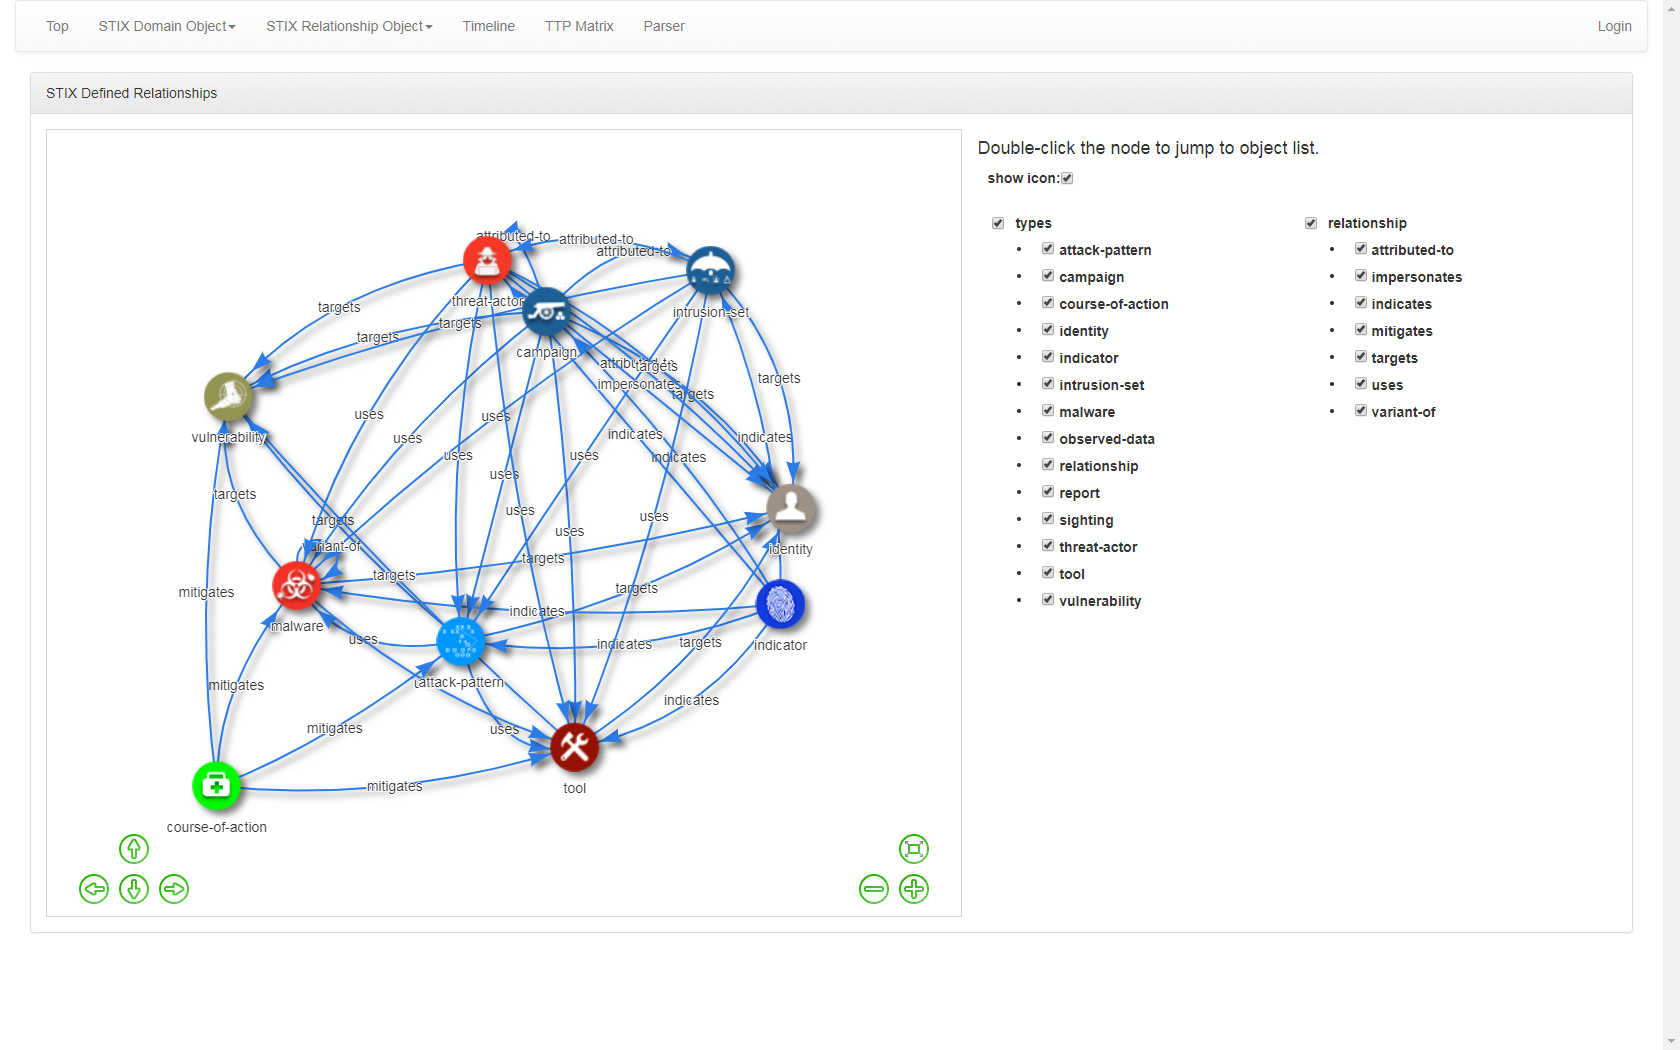 Top STIX Domain Object STIX Relationship Object Timeline TTP Matrix Parser Login
STIX Defined Relationships
Double-click the node to jump to object list.
show icon:
types
attack-pattern
campaign
course-of-action
identity
indicator
intrusion-set
malware
observed-data
relationship
report
sighting
threat-actor
tool
vulnerability
relationship
attributed-to
impersonates
indicates
mitigates
targets
uses
variant-of
attributed-to
attributed-to
attributed-to
threat-actor
intrusion-set
targets
targets
targets
campaign
attributed-to
targets
impersonates
targets
targets
uses
uses
uses
vulnerability
indicates
indicates
indicates
uses
uses
uses
targets
uses
uses
uses
targets
variant-of
identity
targets
targets
targets
mitigates
indicates
malware
uses
indicates
targets
indicator
attack-pattern
mitigates
indicates
mitigates
uses
mitigates
tool
course-of-action